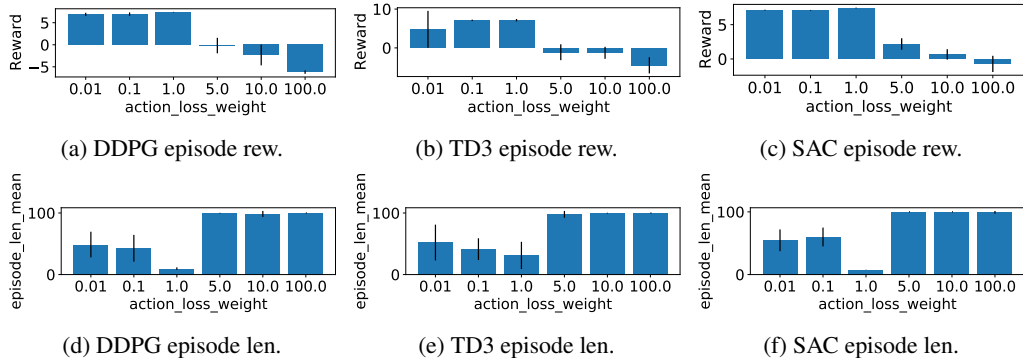 Reward
5
0
−5
0.01 0.1 1.0 5.0 10.0 100.0
action_loss_weight
(a) DDPG episode rew.
Reward
10
0
0.01 0.1 1.0 5.0 10.0 100.0
action_loss_weight
(b) TD3 episode rew.
Reward
5
0
0.01 0.1 1.0 5.0 10.0 100.0
action_loss_weight
(c) SAC episode rew.
episode_len_mean
100
0
0.01 0.1 1.0 5.0 10.0 100.0
action_loss_weight
(d) DDPG episode len.
episode_len_mean
100
0
0.01 0.1 1.0 5.0 10.0 100.0
action_loss_weight
(e) TD3 episode len.
episode_len_mean
100
0
0.01 0.1 1.0 5.0 10.0 100.0
action_loss_weight
(f) SAC episode len.